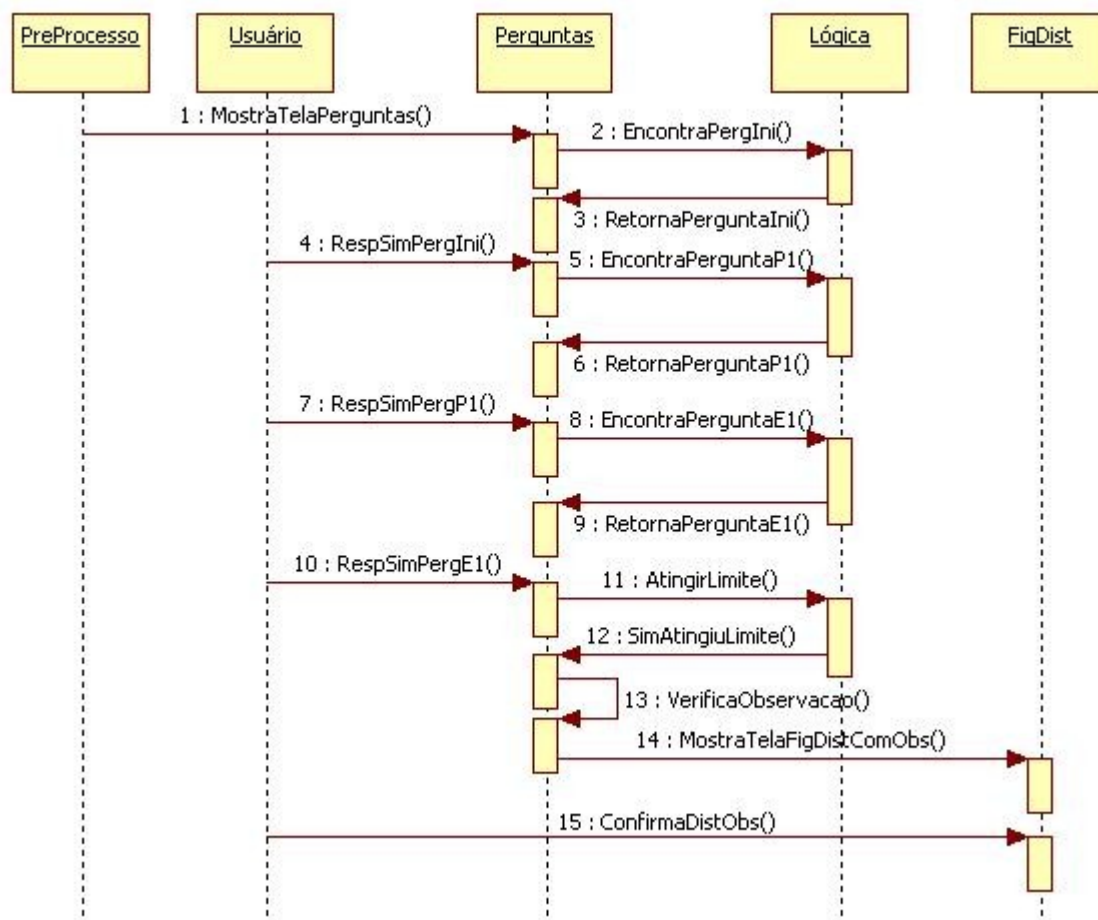 PreProcesso
Usuário
Perguntas
Lógica
FigDist
1 : MostraTelaPerguntas()
2 : EncontraPergIni()
3 : RetornaPerguntaIni()
4 : RespSimPergIni()
5 : EncontraPerguntaP1()
6 : RetornaPerguntaP1()
7 : RespSimPergP1()
8 : EncontraPerguntaE1()
9 : RetornaPerguntaE1()
10 : RespSimPergE1()
11 : AtingirLimite()
12 : SimAtingiuLimite()
13 : VerificaObservacao()
14 : MostraTelaFigDistComObs()
15 : ConfirmaDistObs()